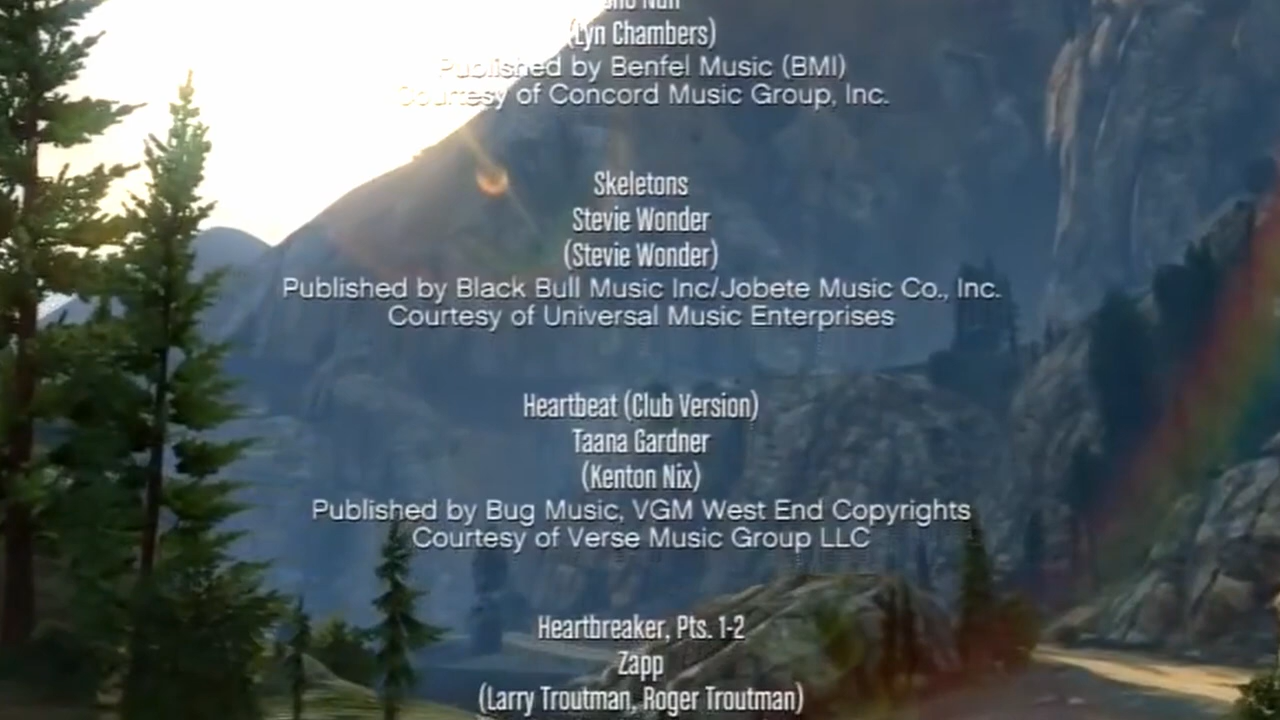 (Lyn Chambers)
Published by Benfel Music (BMI)
Courtesy of Concord Music Group, Inc.
Skeletons
Stevie Wonder
(Stevie Wonder)
Published by Black Bull Music Inc/Jobete Music Co., Inc.
Courtesy of Universal Music Enterprises
Heartbeat (Club Version)
Taana Gardner
(Kenton Nix)
Published by Bug Music, VGM West End Copyrights
Courtesy of Verse Music Group LLC
Heartbreaker, Pts. 1-2
Zapp
(Larry Troutman, Roger Troutman)